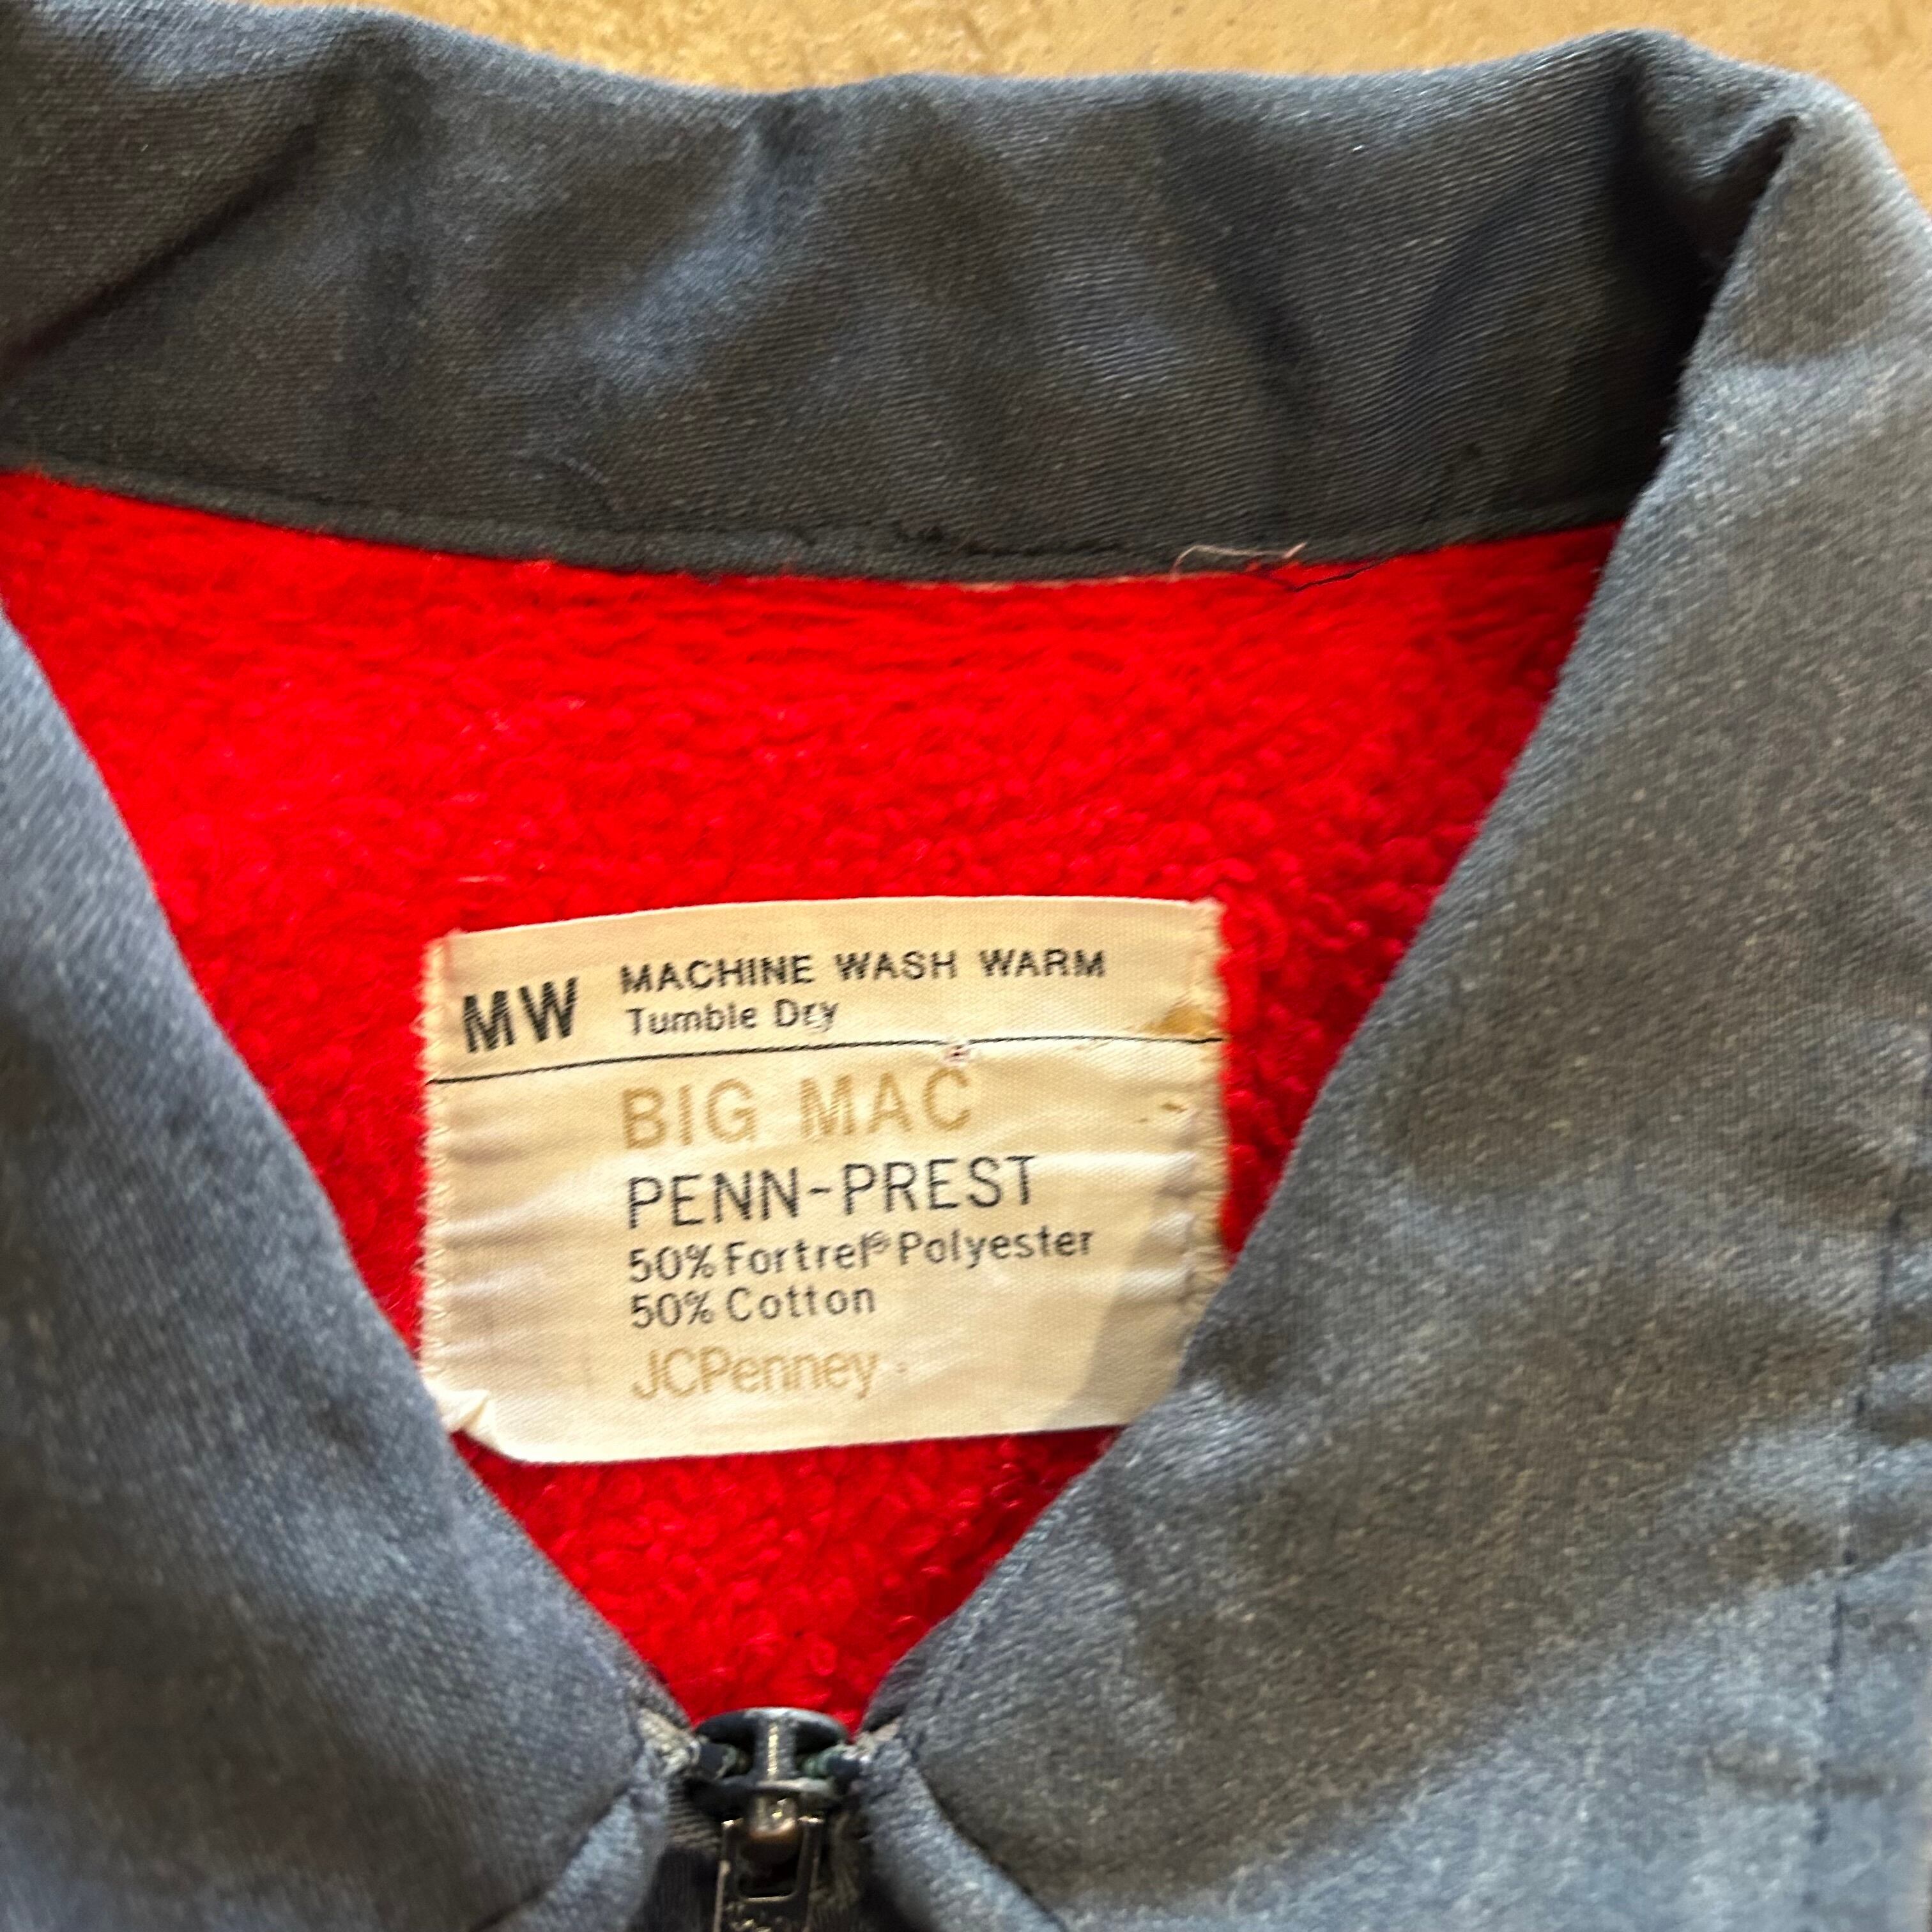 MW MACHINE WASH WARM
Tumble Dry
BIG MAC
PENN-PREST
50% Fortrel® Polyester
50% Cotton
JCPenney